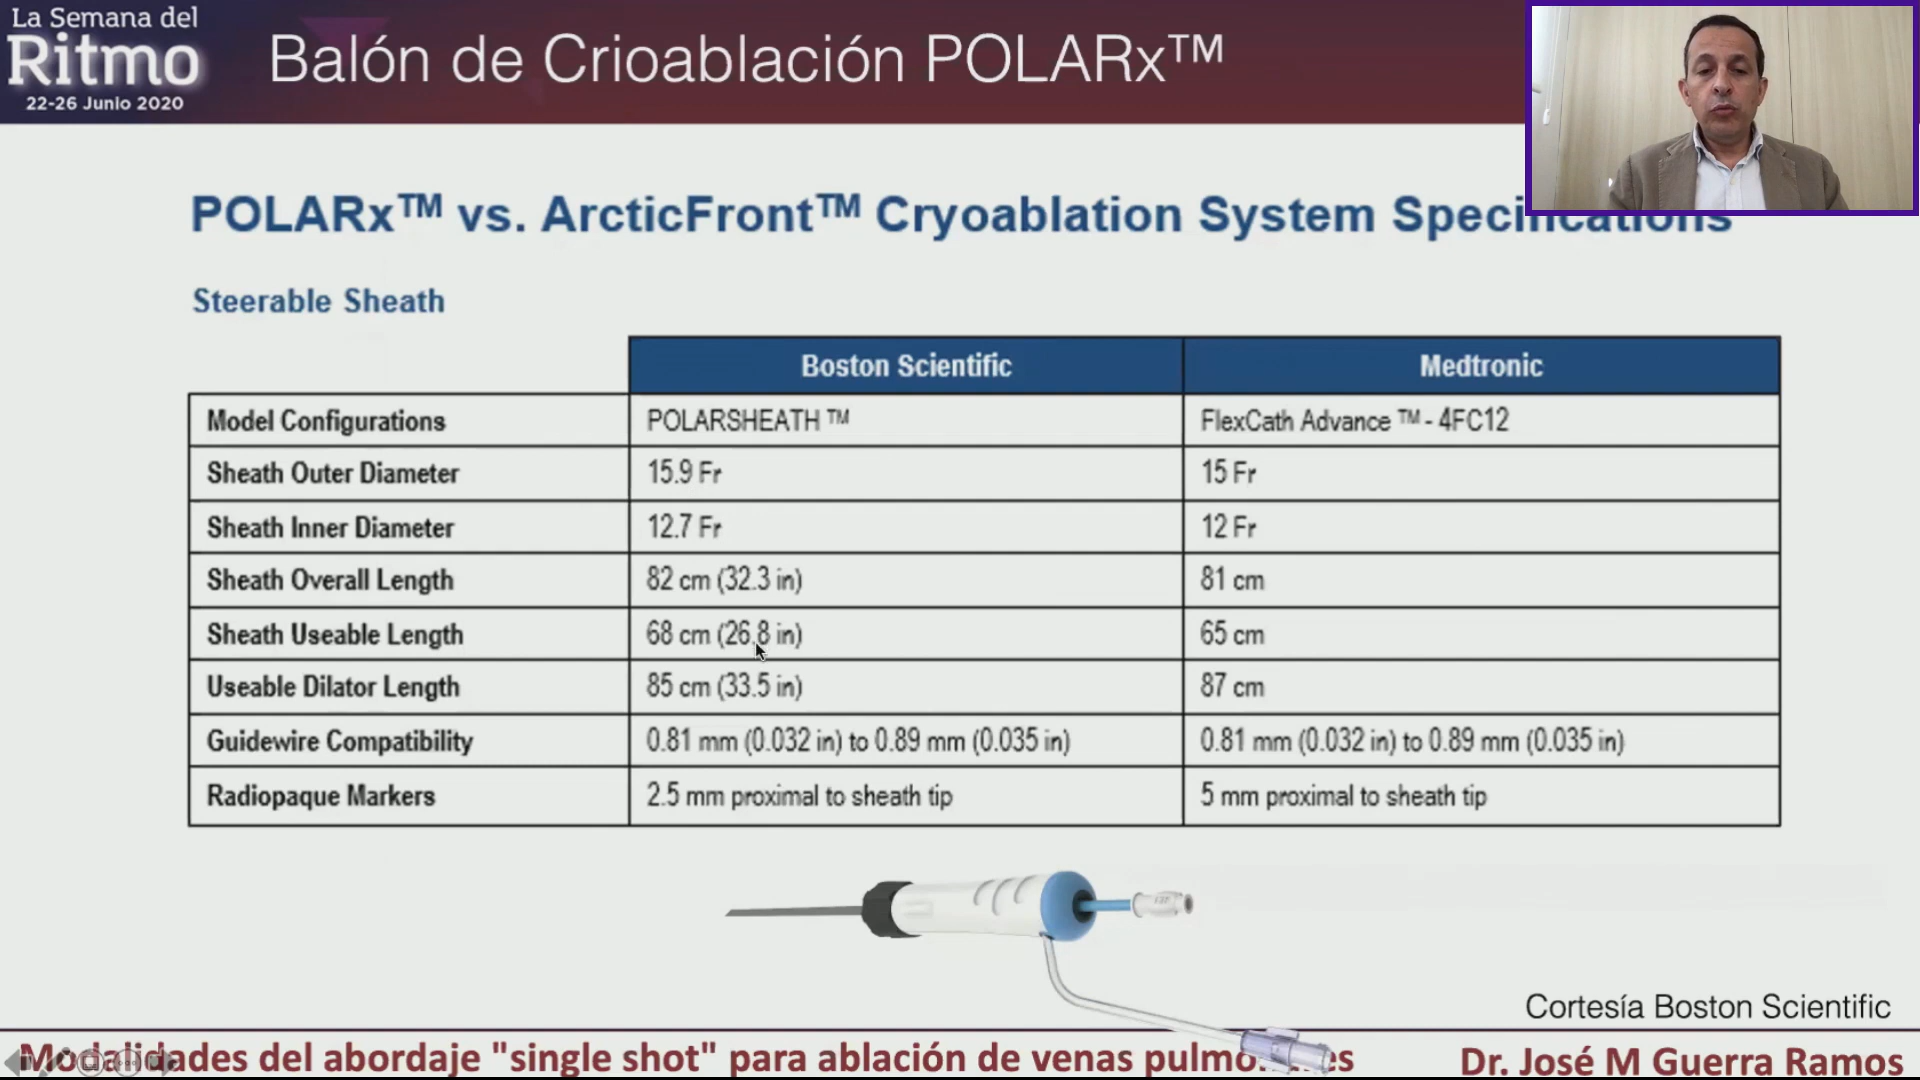 La Semana del
Ritmo
22-26 Junio 2020
Balón de Crioablación POLARx™
POLARx™ vs. ArcticFront™ Cryoablation System Specifications
Steerable Sheath
Boston Scientific Medtronic
Model Configurations POLARSHEATH ™ FlexCath Advance ™ - 4FC12
Sheath Outer Diameter 15.9 Fr 15 Fr
Sheath Inner Diameter 12.7 Fr 12 Fr
Sheath Overall Length 82 cm (32.3 in) 81 cm
Sheath Useable Length 68 cm (26.8 in) 65 cm
Useable Dilator Length 85 cm (33.5 in) 87 cm
Guidewire Compatibility 0.81 mm (0.032 in) to 0.89 mm (0.035 in) 0.81 mm (0.032 in) to 0.89 mm (0.035 in)
Radiopaque Markers 2.5 mm proximal to sheath tip 5 mm proximal to sheath tip
Cortesía Boston Scientific
Modalidades del abordaje "single shot" para ablación de venas pulmonares Dr. José M Guerra Ramos